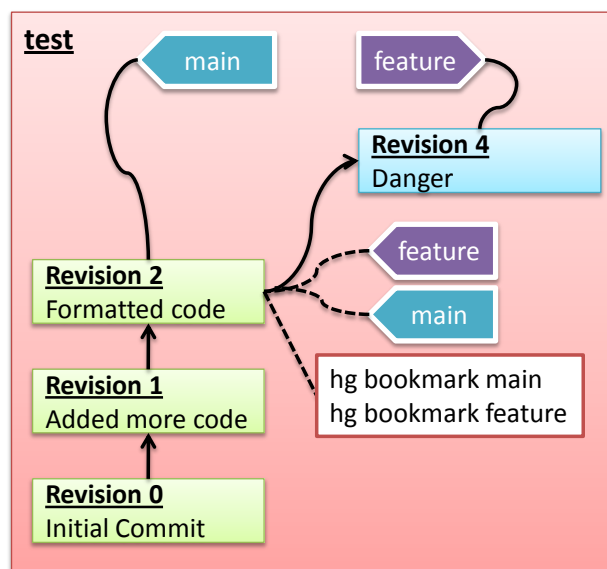 test
main
feature
Revision 4
Danger
feature
Revision 2
Formatted code
main
hg bookmark main
hg bookmark feature
Revision 1
Added more code
Revision 0
Initial Commit